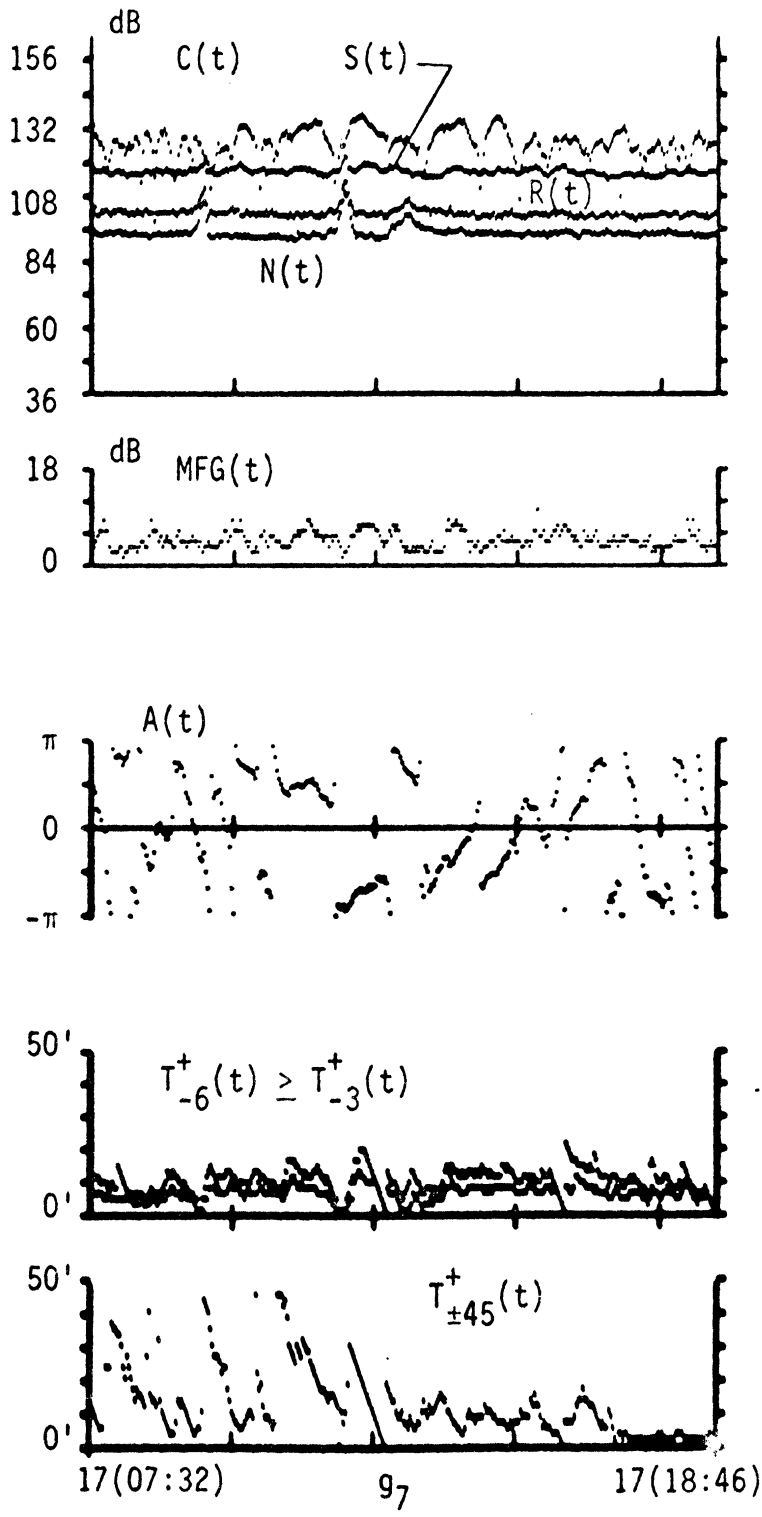 dB
156 C(t) S(t)
132
108 R(t)
84 N(t)
60
36
dB
18 MFG(t)
0
A(t)
π
0
-π
50'
T⁺₋₆(t) ≥ T⁺₋₃(t)
0'
50'
T⁺±45(t)
0'
17(07:32) 9₇ 17(18:46)